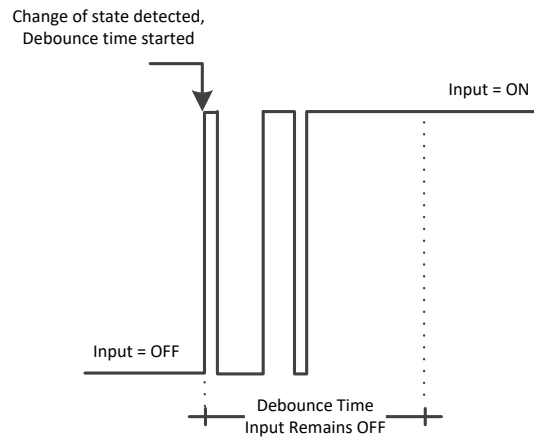 Change of state detected,
Debounce time started
Input = ON
Input = OFF
Debounce Time
Input Remains OFF